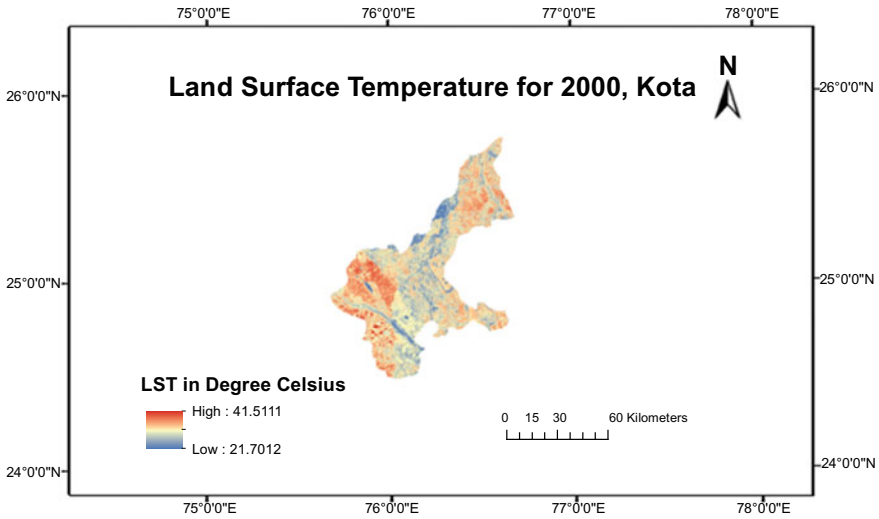 75°0'0"E 76°0'0"E 77°0'0"E 78°0'0"E
N
Land Surface Temperature for 2000, Kota
26°0'0"N 26°0'0"N
25°0'0"N 25°0'0"N
LST in Degree Celsius
High : 41.5111
Low : 21.7012
0 15 30 60 Kilometers
24°0'0"N 24°0'0"N
75°0'0"E 76°0'0"E 77°0'0"E 78°0'0"E